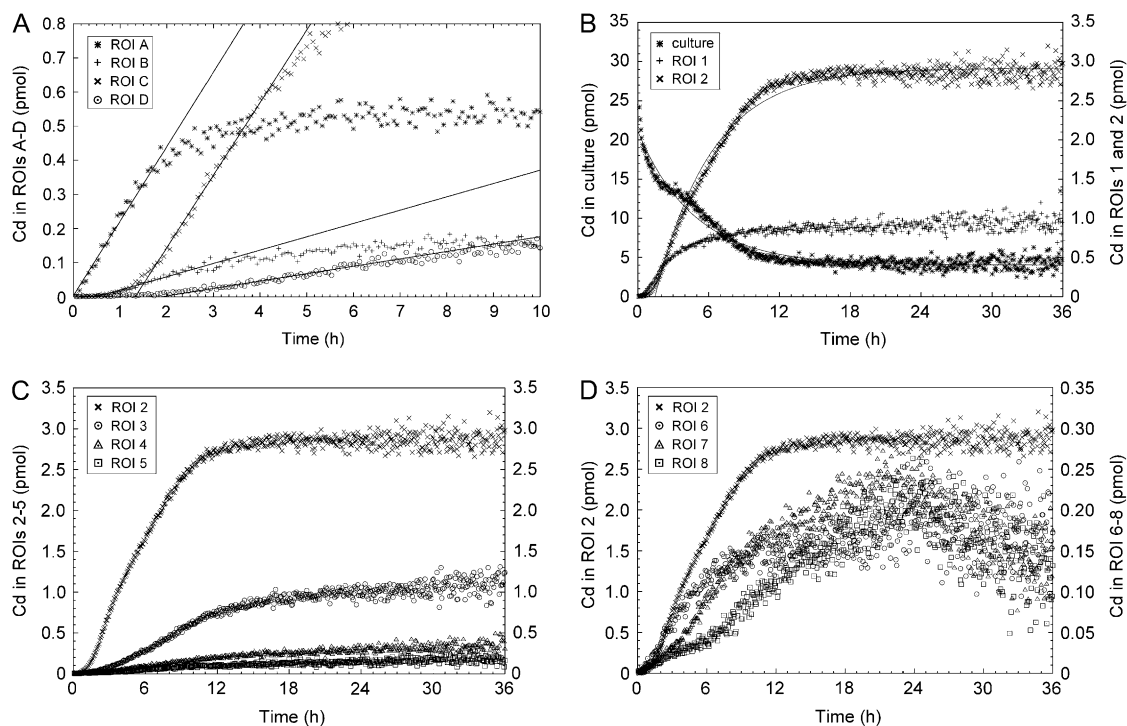 A
ROI A
ROI B
ROI C
ROI D
Cd in ROIs A-D (pmol)
0.8
0.7
0.6
0.5
0.4
0.3
0.2
0.1
0
0 1 2 3 4 5 6 7 8 9 10
Time (h)
B
culture
ROI 1
ROI 2
Cd in culture (pmol)
35
30
25
20
15
10
5
0
3.5
3.0
2.5
2.0
1.5
1.0
0.5
0
Cd in ROIs 1 and 2 (pmol)
0 6 12 18 24 30 36
Time (h)
C
ROI 2
ROI 3
ROI 4
ROI 5
Cd in ROIs 2-5 (pmol)
3.5
3.0
2.5
2.0
1.5
1.0
0.5
0
3.5
3.0
2.5
2.0
1.5
1.0
0.5
0
0 6 12 18 24 30 36
Time (h)
D
ROI 2
ROI 6
ROI 7
ROI 8
Cd in ROI 2 (pmol)
3.5
3.0
2.5
2.0
1.5
1.0
0.5
0
0.35
0.30
0.25
0.20
0.15
0.10
0.05
0
Cd in ROI 6-8 (pmol)
0 6 12 18 24 30 36
Time (h)